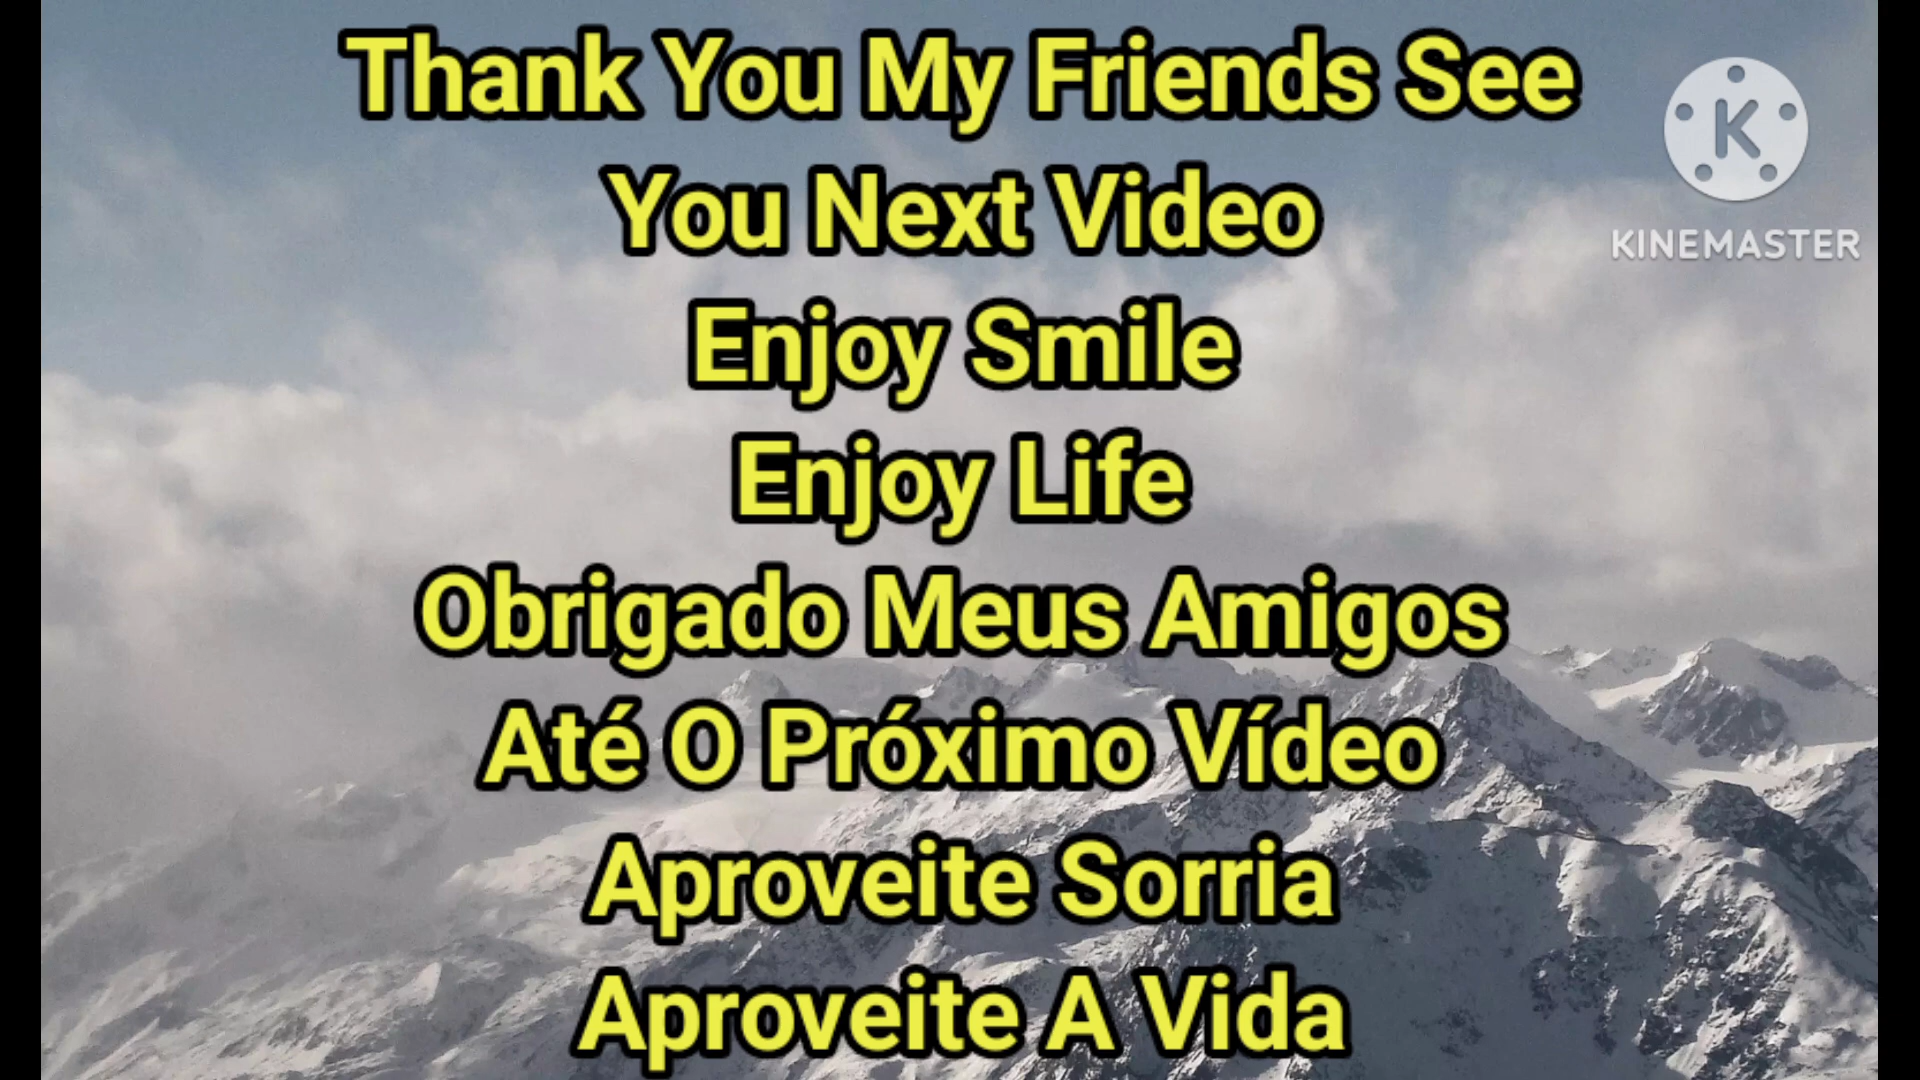 Thank You My Friends See
You Next Video
Enjoy Smile
Enjoy Life
Obrigado Meus Amigos
Até O Próximo Vídeo
Aproveite Sorria
Aproveite A Vida
K
KINEMASTER